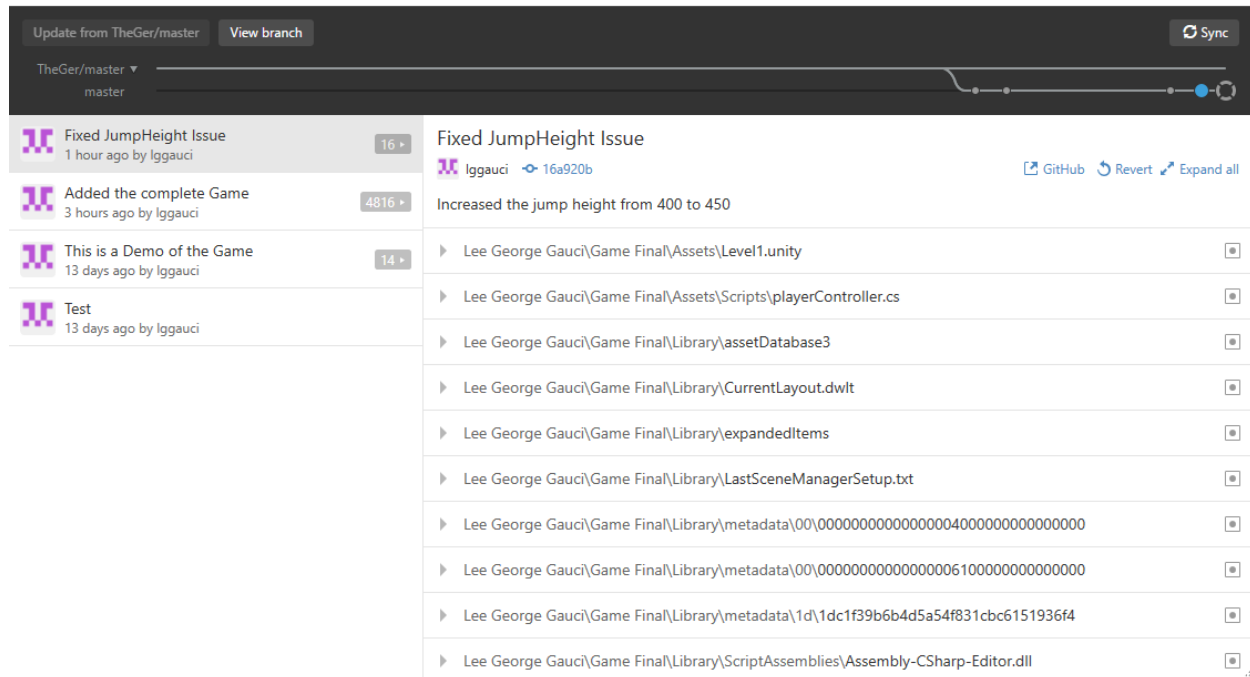 Update from TheGer/master View branch Sync
TheGer/master
master
Fixed JumpHeight Issue
1 hour ago by lggauci
16
Added the complete Game
3 hours ago by lggauci
4816
This is a Demo of the Game
13 days ago by lggauci
14
Test
13 days ago by lggauci
Fixed JumpHeight Issue
lggauci 16a920b GitHub Revert Expand all
Increased the jump height from 400 to 450
Lee George Gauci\Game Final\Assets\Level1.unity
Lee George Gauci\Game Final\Assets\Scripts\playerController.cs
Lee George Gauci\Game Final\Library\assetDatabase3
Lee George Gauci\Game Final\Library\CurrentLayout.dwlt
Lee George Gauci\Game Final\Library\expandedItems
Lee George Gauci\Game Final\Library\LastSceneManagerSetup.txt
Lee George Gauci\Game Final\Library\metadata\00\00000000000000004000000000000000
Lee George Gauci\Game Final\Library\metadata\00\00000000000000006100000000000000
Lee George Gauci\Game Final\Library\metadata\1d\1dc1f39b6b4d5a54f831cbc6151936f4
Lee George Gauci\Game Final\Library\ScriptAssemblies\Assembly-CSharp-Editor.dll